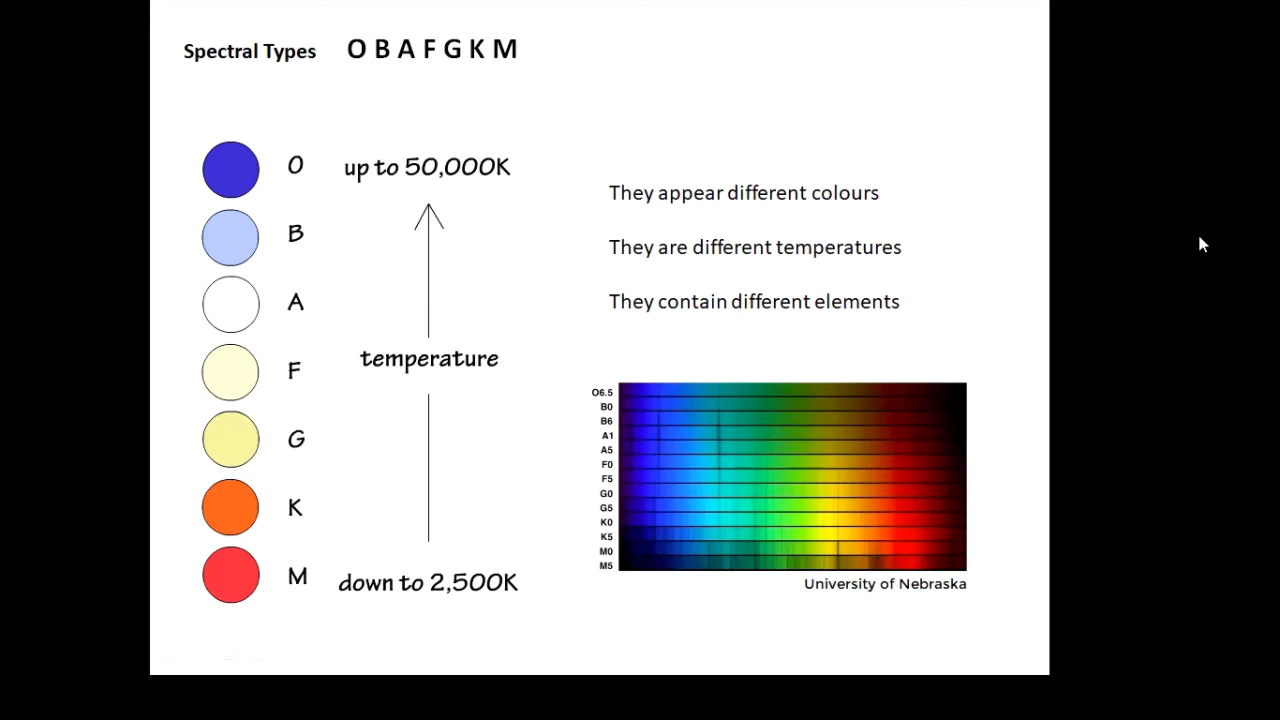 Spectral Types O B A F G K M
O up to 50,000K
B
A
F
temperature
G
K
M down to 2,500K
They appear different colours
They are different temperatures
They contain different elements
O6.5
B0
B6
A1
A5
F0
F5
G0
G5
K0
K5
M0
M5
University of Nebraska